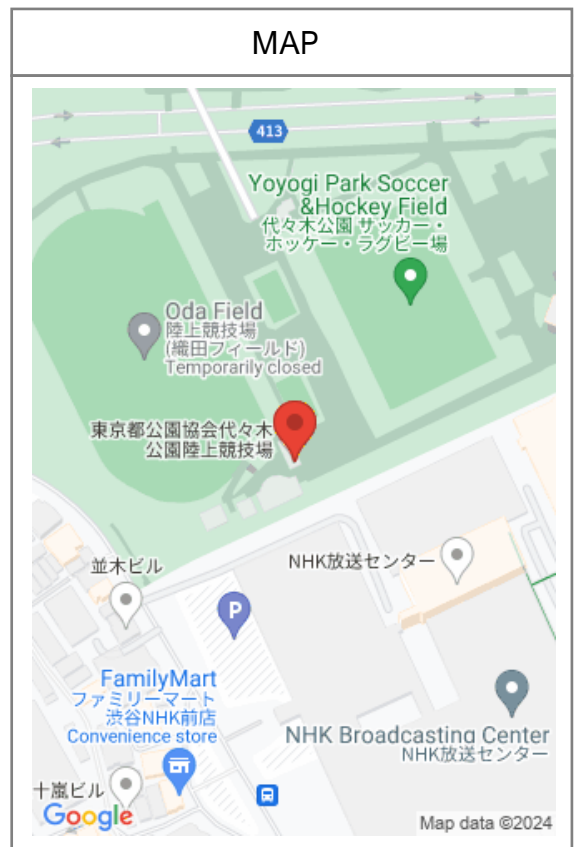 MAP
413
Yoyogi Park Soccer
&Hockey Field
代々木公園 サッカー・
ホッケー・ラグビー場
Oda Field
陸上競技場
(織田フィールド)
Temporarily closed
東京都公園協会代々木
公園陸上競技場
並木ビル
NHK放送センター
P
FamilyMart
ファミリーマート
渋谷NHK前店
Convenience store
NHK Broadcasting Center
NHK放送センター
十嵐ビル
Google
Map data ©2024